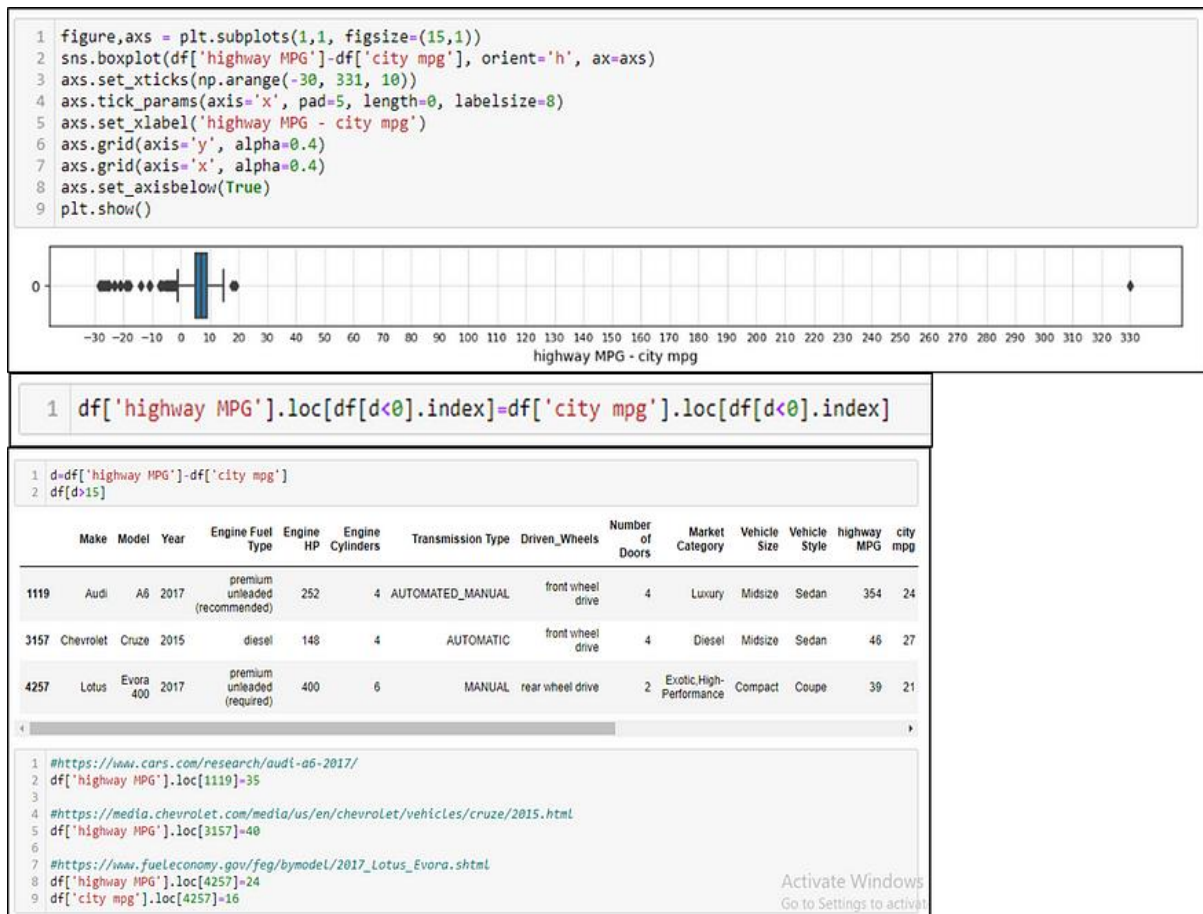 1 figure,axs = plt.subplots(1,1, figsize=(15,1))
2 sns.boxplot(df['highway MPG']-df['city mpg'], orient='h', ax=axs)
3 axs.set_xticks(np.arange(-30, 331, 10))
4 axs.tick_params(axis='x', pad=5, length=0, labelsize=8)
5 axs.set_xlabel('highway MPG - city mpg')
6 axs.grid(axis='y', alpha=0.4)
7 axs.grid(axis='x', alpha=0.4)
8 axs.set_axisbelow(True)
9 plt.show()
0
−30 −20 −10 0 10 20 30 40 50 60 70 80 90 100 110 120 130 140 150 160 170 180 190 200 210 220 230 240 250 260 270 280 290 300 310 320 330
highway MPG - city mpg
1 df['highway MPG'].loc[df[d<0].index]=df['city mpg'].loc[df[d<0].index]
1 d=df['highway MPG']-df['city mpg']
2 df[d>15]
Make Model Year Engine Fuel Type Engine HP Engine Cylinders Transmission Type Driven_Wheels Number of Doors Market Category Vehicle Size Vehicle Style highway MPG city mpg
1119 Audi A6 2017 premium unleaded (recommended) 252 4 AUTOMATED_MANUAL front wheel drive 4 Luxury Midsize Sedan 354 24
3157 Chevrolet Cruze 2015 diesel 148 4 AUTOMATIC front wheel drive 4 Diesel Midsize Sedan 46 27
4257 Lotus Evora 400 2017 premium unleaded (required) 400 6 MANUAL rear wheel drive 2 Exotic,High-Performance Compact Coupe 39 21
1 #https://www.cars.com/research/audi-a6-2017/
2 df['highway MPG'].loc[1119]=35
3
4 #https://media.chevrolet.com/media/us/en/chevrolet/vehicles/cruze/2015.html
5 df['highway MPG'].loc[3157]=40
6
7 #https://www.fueleconomy.gov/feg/bymodel/2017_Lotus_Evora.shtml
8 df['highway MPG'].loc[4257]=24
9 df['city mpg'].loc[4257]=16
Activate Windows
Go to Settings to activat